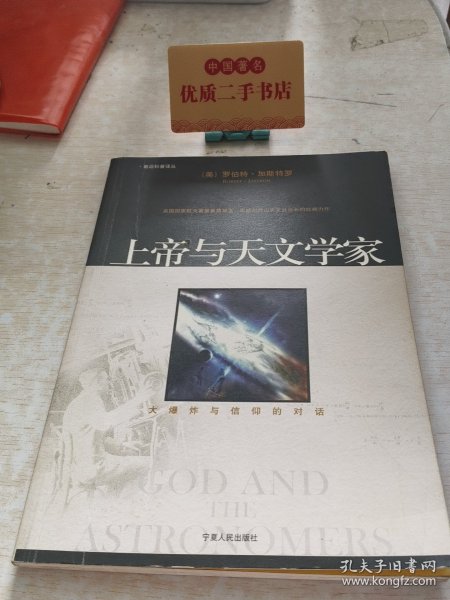 中国著名
优质二手书店
(美) 罗伯特·加斯特罗
ROBERT·JASTROW
上帝与天文学家
大爆炸与信仰的对话
GOD AND
THE
ASTRONOMERS
宁夏人民出版社
孔夫子旧书网
www.kongfz.com